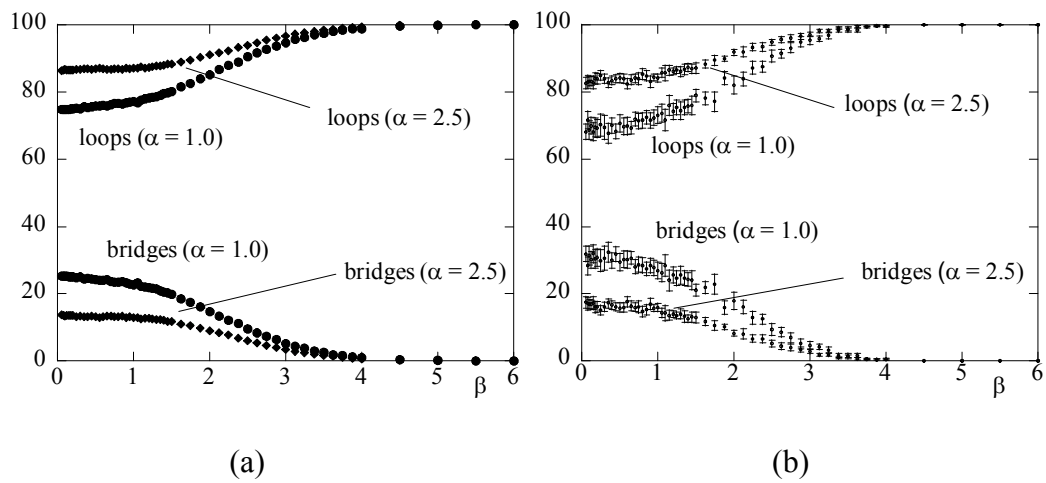 100
80
60
40
20
0
loops (α = 2.5)
loops (α = 1.0)
bridges (α = 1.0)
bridges (α = 2.5)
0 1 2 3 4 5 6
β
(a)
100
80
60
40
20
0
loops (α = 2.5)
loops (α = 1.0)
bridges (α = 1.0)
bridges (α = 2.5)
0 1 2 3 4 5 6
β
(b)